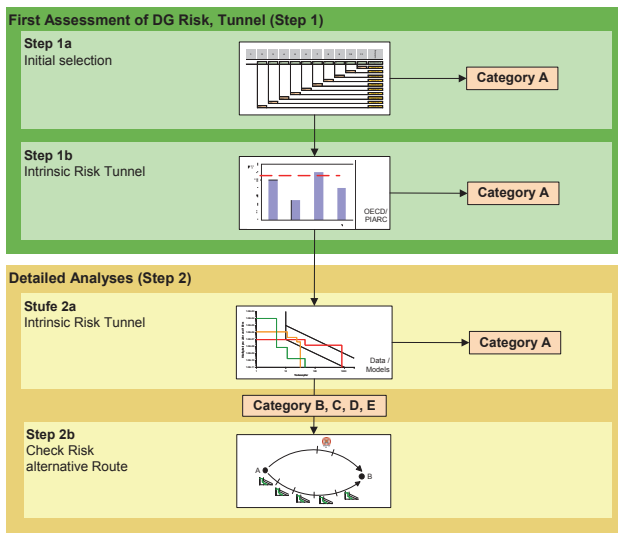 First Assessment of DG Risk, Tunnel (Step 1)
Step 1a
Initial selection
Category A
Step 1b
Intrinsic Risk Tunnel
OECD/
PIARC
Category A
Detailed Analyses (Step 2)
Stufe 2a
Intrinsic Risk Tunnel
Data /
Models
Category A
Category B, C, D, E
Step 2b
Check Risk
alternative Route
A
B